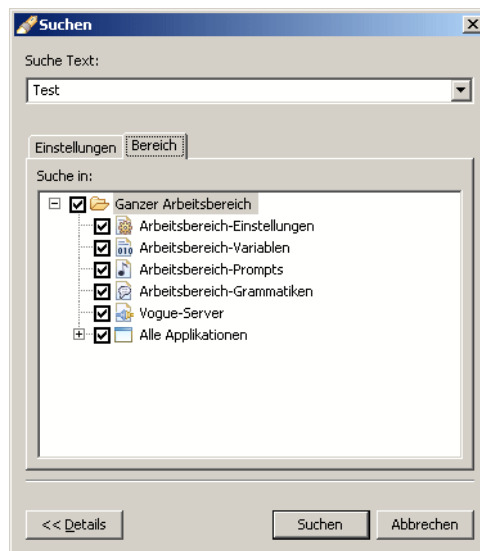 Suchen
Suche Text:
Test
Einstellungen Bereich
Suche in:
Ganzer Arbeitsbereich
Arbeitsbereich-Einstellungen
010 Arbeitsbereich-Variablen
Arbeitsbereich-Prompts
Arbeitsbereich-Grammatiken
Vogue-Server
Alle Applikationen
<< Details Suchen Abbrechen